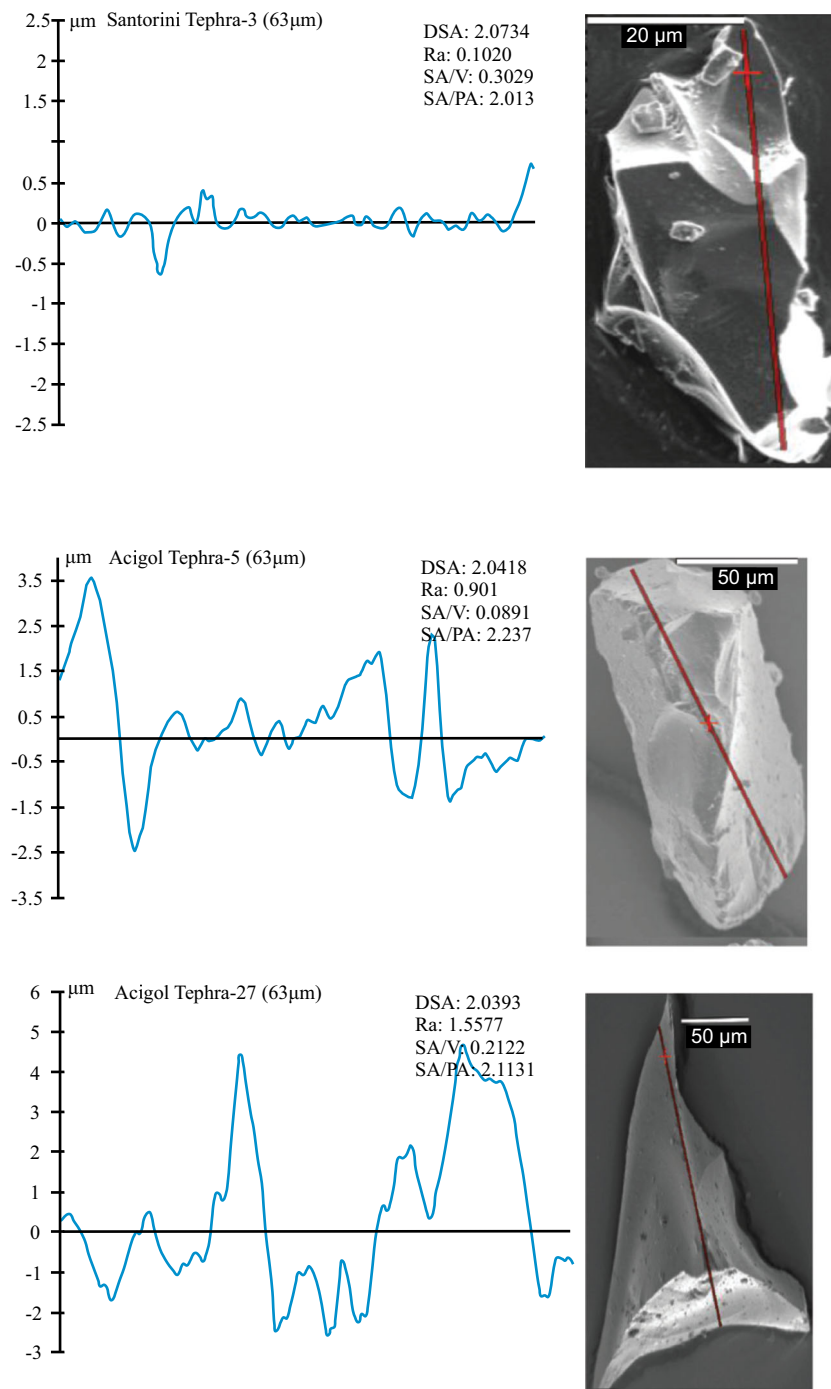 μm Santorini Tephra-3 (63μm)
2.5
2
1.5
0.5
0
-0.5
-1
-1.5
-2
-2.5
DSA: 2.0734
Ra: 0.1020
SA/V: 0.3029
SA/PA: 2.013
20 μm
μm Acigol Tephra-5 (63μm)
3.5
2.5
1.5
0.5
-0.5
-1.5
-2.5
-3.5
DSA: 2.0418
Ra: 0.901
SA/V: 0.0891
SA/PA: 2.237
50 μm
μm Acigol Tephra-27 (63μm)
6
5
4
3
2
1
0
-1
-2
-3
DSA: 2.0393
Ra: 1.5577
SA/V: 0.2122
SA/PA: 2.1131
50 μm